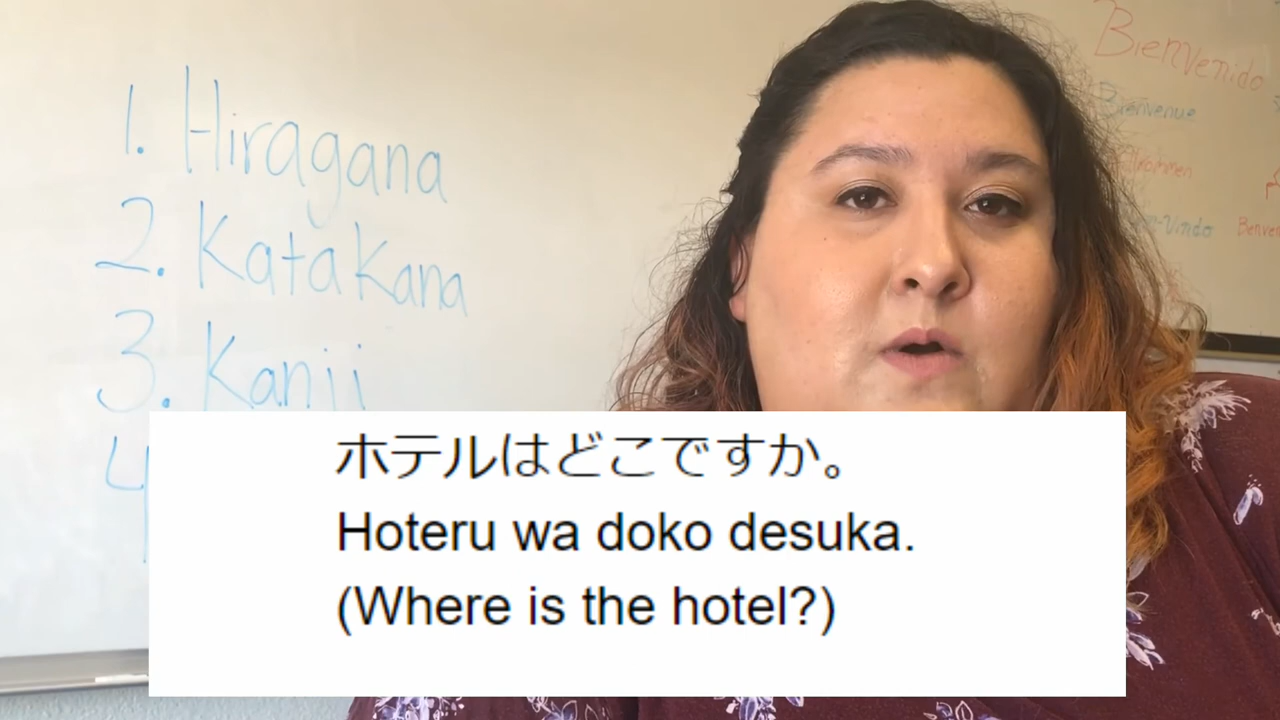 1. Hiragana
2. Katakana
3. Kanji
4
ホテルはどこですか。
Hoteru wa doko desuka.
(Where is the hotel?)
Bienvenido
Bienvenue